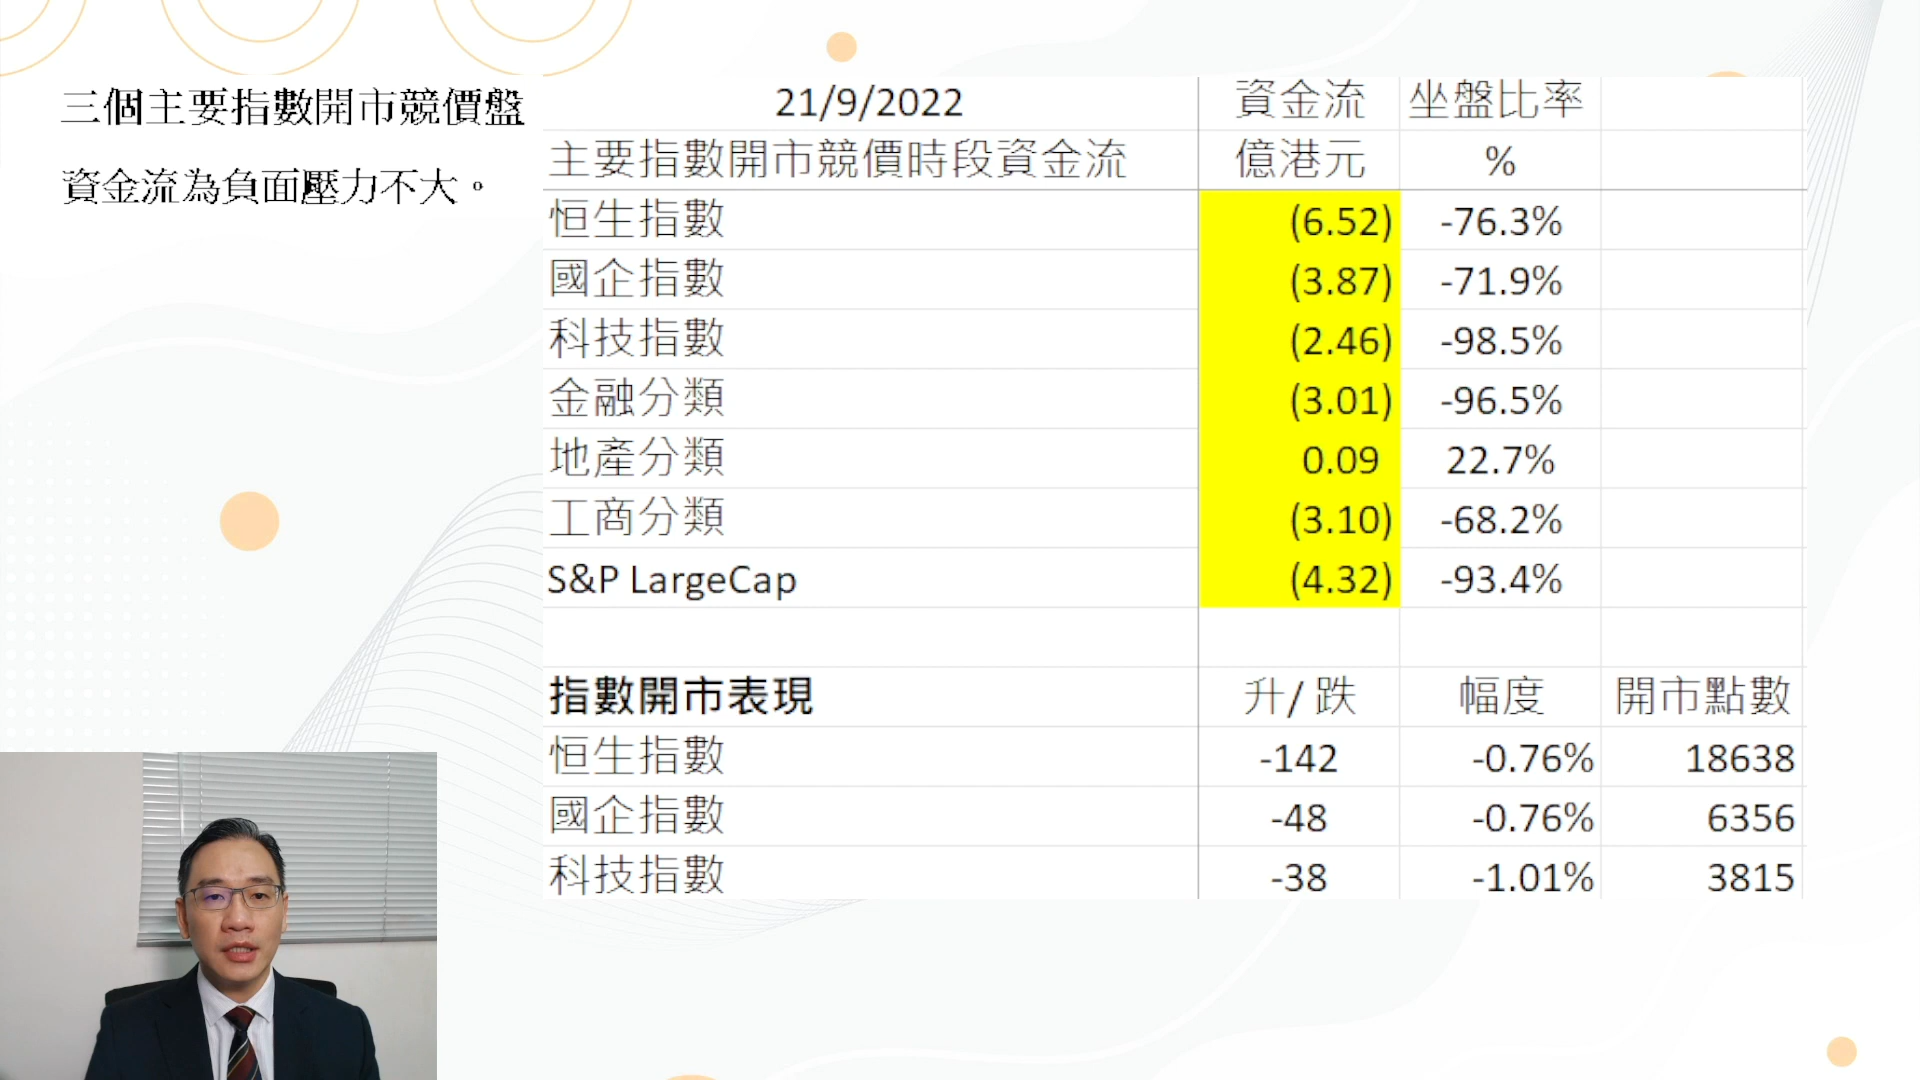 三個主要指數開市競價盤
資金流為負面壓力不大。
21/9/2022 資金流 坐盤比率
主要指數開市競價時段資金流 億港元 %
恒生指數 (6.52) -76.3%
國企指數 (3.87) -71.9%
科技指數 (2.46) -98.5%
金融分類 (3.01) -96.5%
地產分類 0.09 22.7%
工商分類 (3.10) -68.2%
S&P LargeCap (4.32) -93.4%
指數開市表現 升/ 跌 幅度 開市點數
恒生指數 -142 -0.76% 18638
國企指數 -48 -0.76% 6356
科技指數 -38 -1.01% 3815